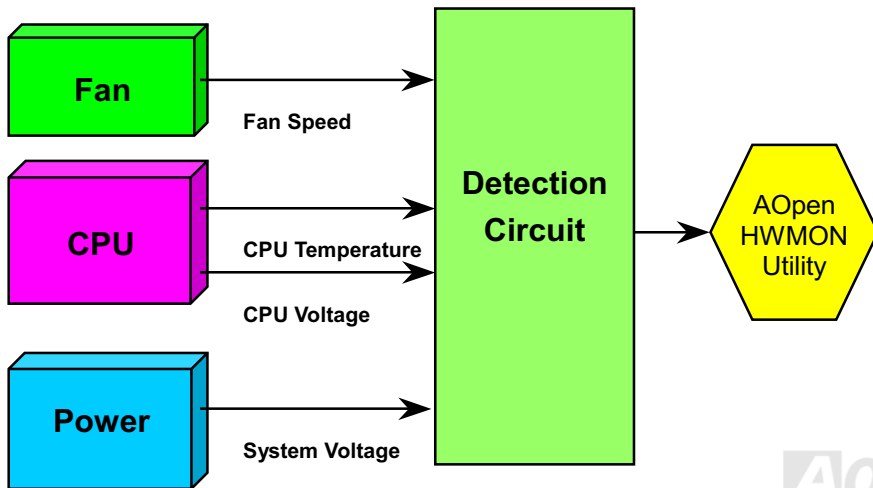 Fan
Fan Speed
CPU
CPU Temperature
CPU Voltage
Power
System Voltage
Detection
Circuit
AOpen
HWMON
Utility